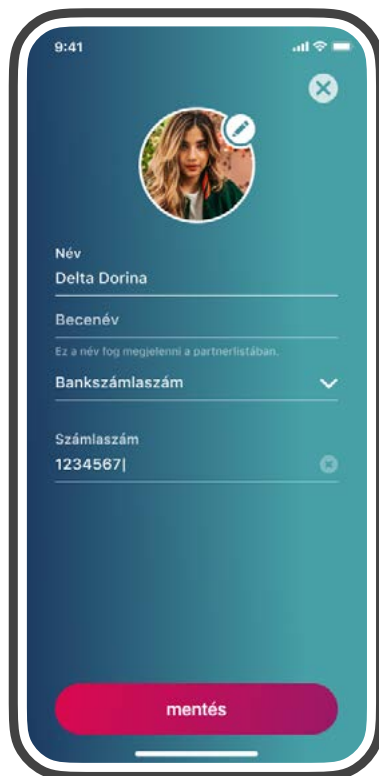 9:41
Név
Delta Dorina
Becenév
Ez a név fog megjelenni a partnerlistában.
Bankszámlaszám
Számlaszám
1234567
mentés